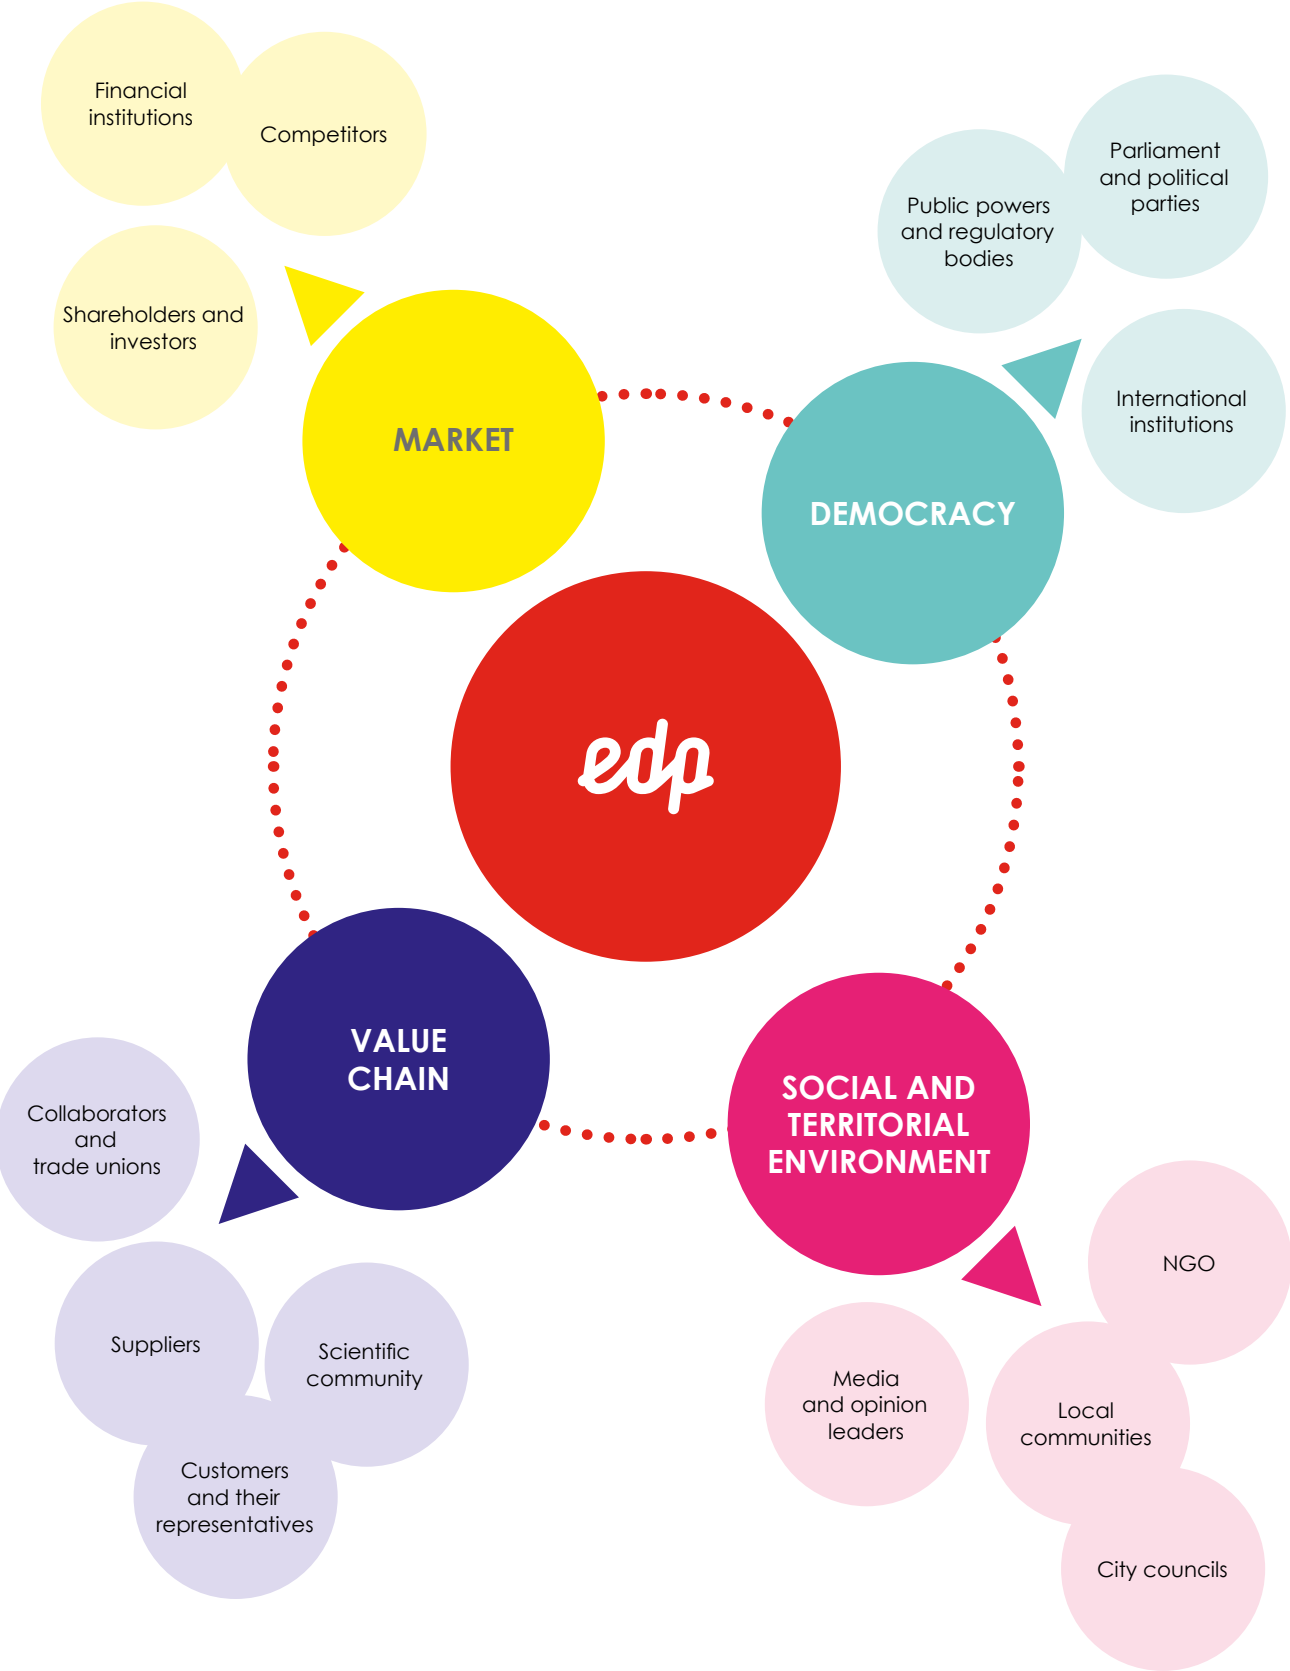 Financial
institutions
Competitors
Shareholders and
investors
MARKET
Parliament
and political
parties
Public powers
and regulatory
bodies
International
institutions
DEMOCRACY
edp
VALUE
CHAIN
Collaborators
and
trade unions
Suppliers
Scientific
community
Customers
and their
representatives
SOCIAL AND
TERRITORIAL
ENVIRONMENT
NGO
Media
and opinion
leaders
Local
communities
City councils